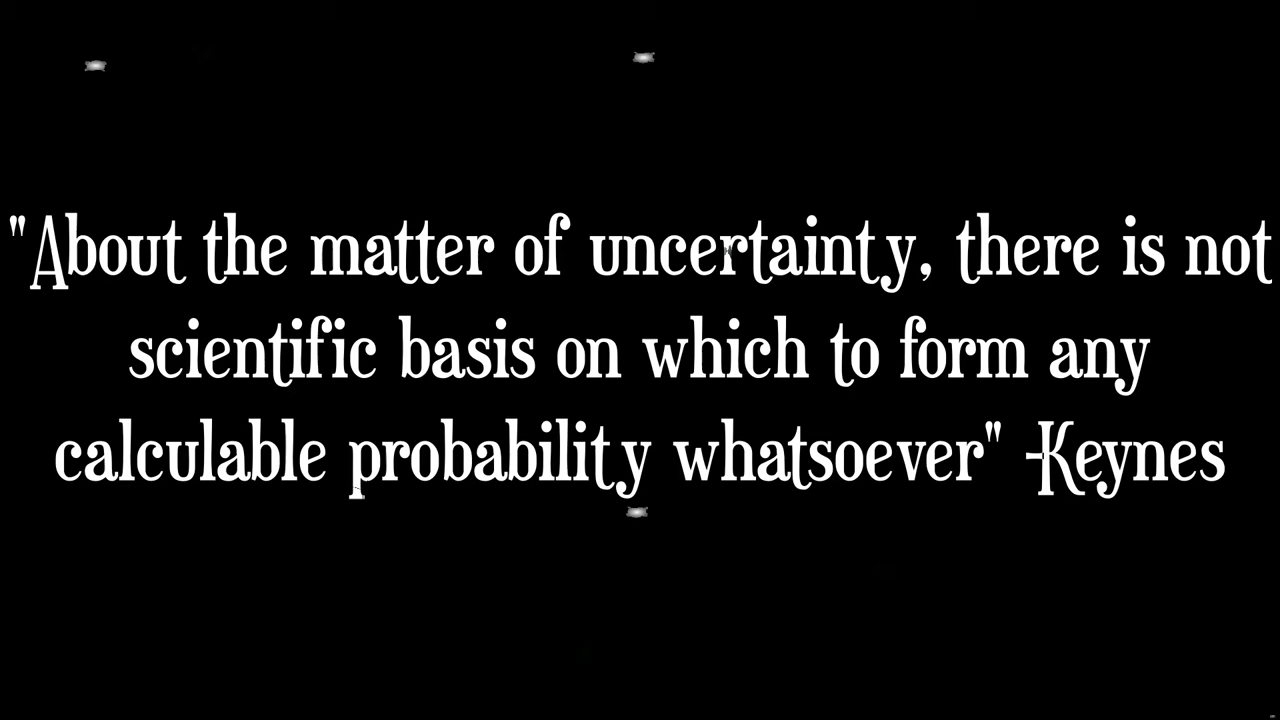 "About the matter of uncertainty, there is not
scientific basis on which to form any
calculable probability whatsoever" -Keynes